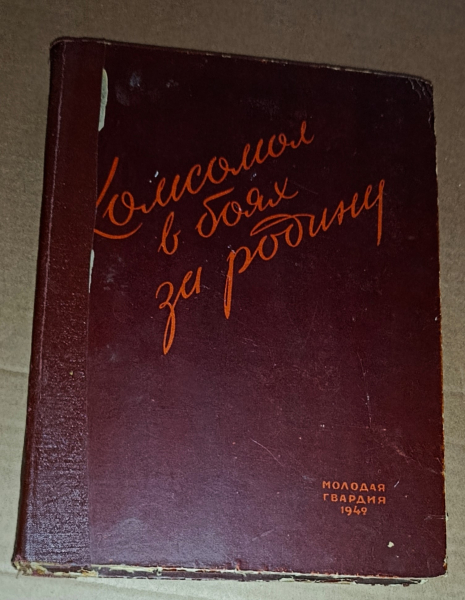 Комсомол
в боях
за родину
МОЛОДАЯ
ГВАРДИЯ
1949